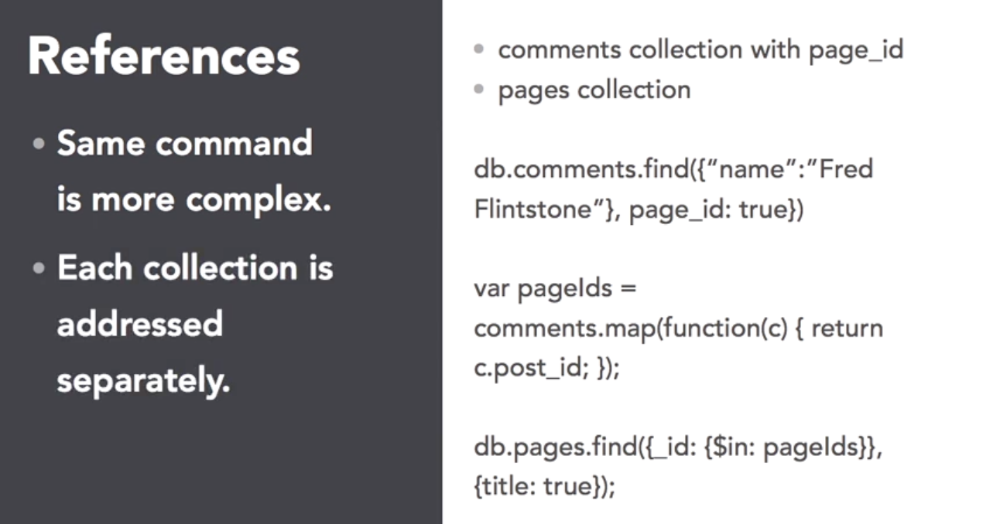 References
Same command
is more complex.
Each collection is
addressed
separately.
comments collection with page_id
pages collection
db.comments.find({“name”:”Fred
Flintstone”}, page_id: true})
var pageIds =
comments.map(function(c) { return
c.post_id; });
db.pages.find({_id: {$in: pageIds}},
{title: true});